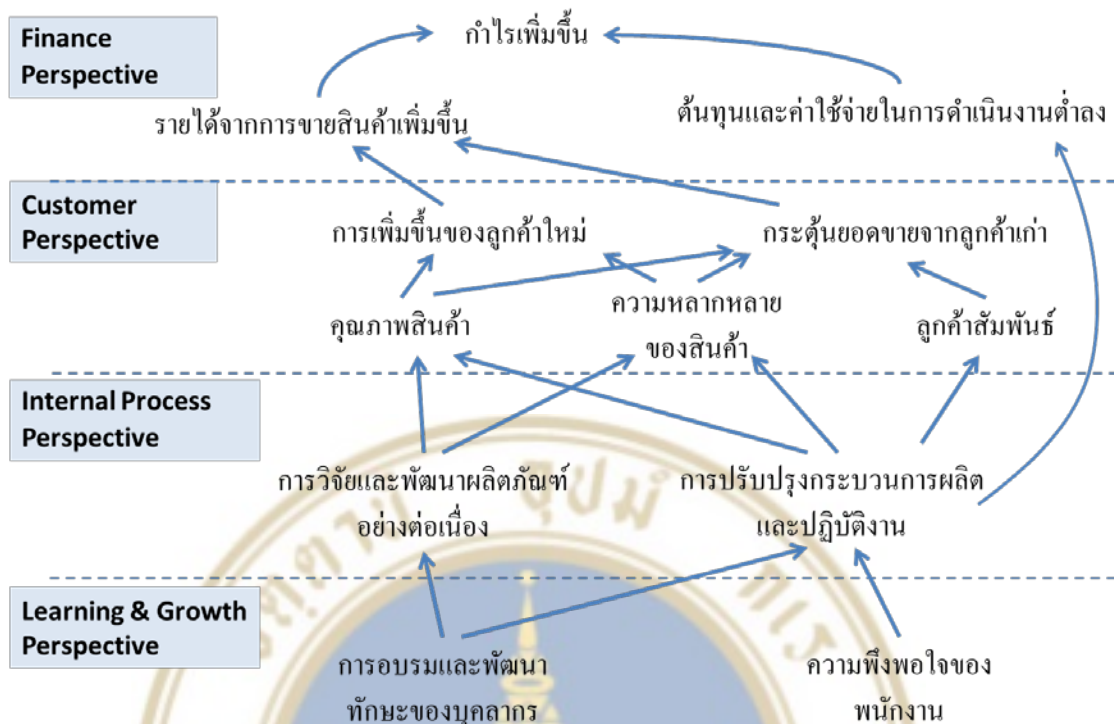 Finance
Perspective
กำไรเพิ่มขึ้น
รายได้จากการขายสินค้าเพิ่มขึ้น
ต้นทุนและค่าใช้จ่ายในการดำเนินงานต่ำลง
Customer
Perspective
การเพิ่มขึ้นของลูกค้าใหม่
กระตุ้นยอดขายจากลูกค้าเก่า
คุณภาพสินค้า
ความหลากหลาย
ของสินค้า
ลูกค้าสัมพันธ์
Internal Process
Perspective
การวิจัยและพัฒนาผลิตภัณฑ์
อย่างต่อเนื่อง
การปรับปรุงกระบวนการผลิต
และปฏิบัติงาน
Learning & Growth
Perspective
การอบรมและพัฒนา
ทักษะของบุคลากร
ความพึงพอใจของ
พนักงาน